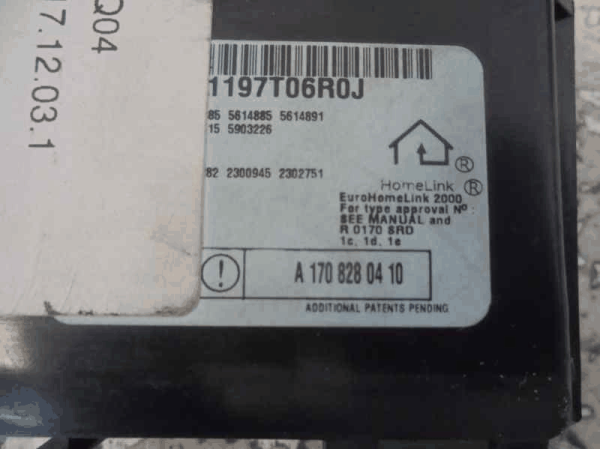 Q04
17.12.03.1
1197T06R0J
85 5614885 5614891
15 5903226
82 2300945 2302751
®
HomeLink ®
EuroHomeLink 2000
For type approval Nº :
SEE MANUAL and
R 0170 SRD
1c, 1d, 1e
!
A 170 828 04 10
ADDITIONAL PATENTS PENDING